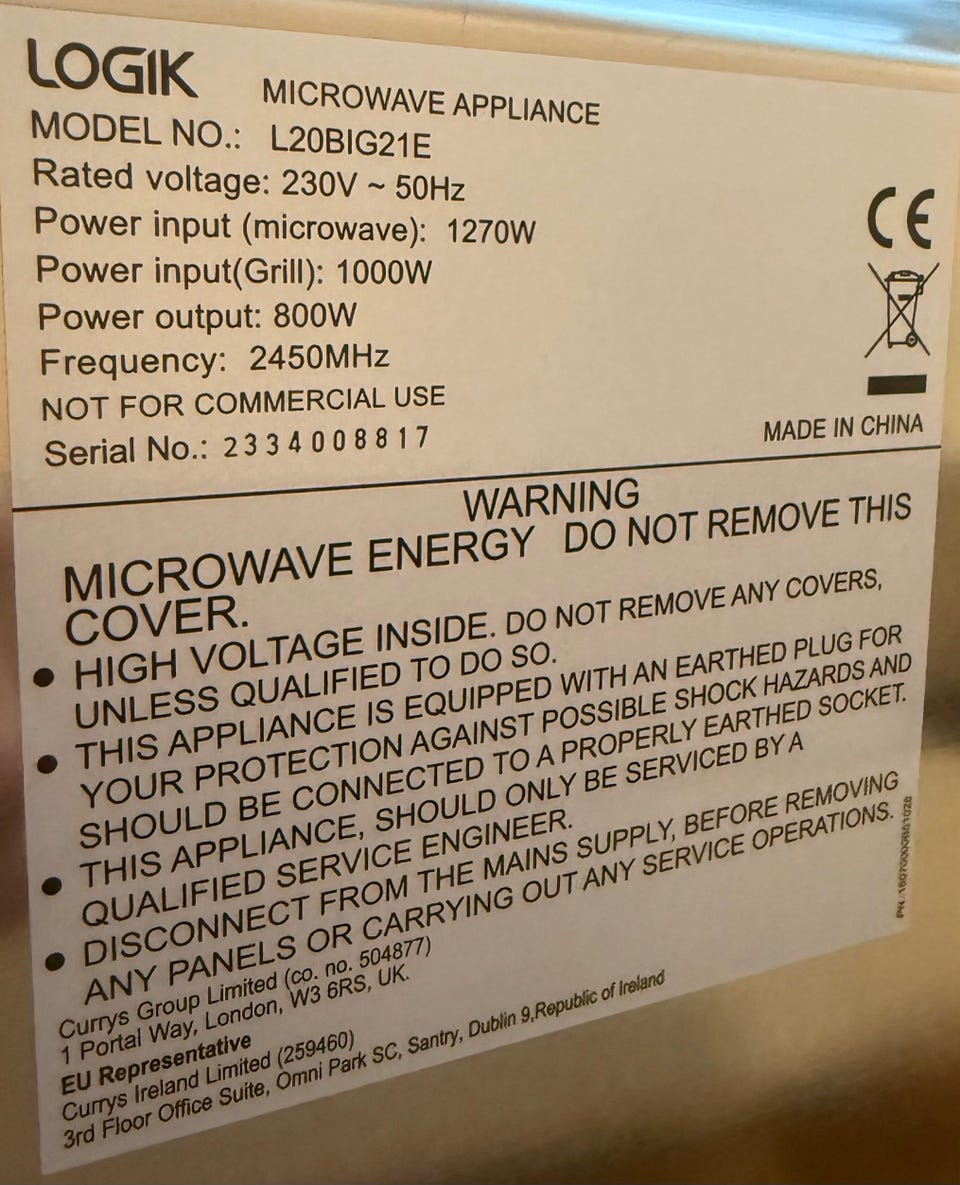 LOGIK MICROWAVE APPLIANCE
MODEL NO.: L20BIG21E
Rated voltage: 230V ~ 50Hz
Power input (microwave): 1270W
Power input(Grill): 1000W
Power output: 800W
Frequency: 2450MHz
NOT FOR COMMERCIAL USE
Serial No.: 2334008817
CE
MADE IN CHINA
WARNING
MICROWAVE ENERGY DO NOT REMOVE THIS
COVER.
• HIGH VOLTAGE INSIDE. DO NOT REMOVE ANY COVERS,
UNLESS QUALIFIED TO DO SO.
• THIS APPLIANCE IS EQUIPPED WITH AN EARTHED PLUG FOR
YOUR PROTECTION AGAINST POSSIBLE SHOCK HAZARDS AND
SHOULD BE CONNECTED TO A PROPERLY EARTHED SOCKET.
• THIS APPLIANCE, SHOULD ONLY BE SERVICED BY A
QUALIFIED SERVICE ENGINEER.
• DISCONNECT FROM THE MAINS SUPPLY, BEFORE REMOVING
ANY PANELS OR CARRYING OUT ANY SERVICE OPERATIONS.
Currys Group Limited (co. no. 504877)
1 Portal Way, London, W3 6RS, UK.
EU Representative
Currys Ireland Limited (259460)
3rd Floor Office Suite, Omni Park SC, Santry, Dublin 9,Republic of Ireland